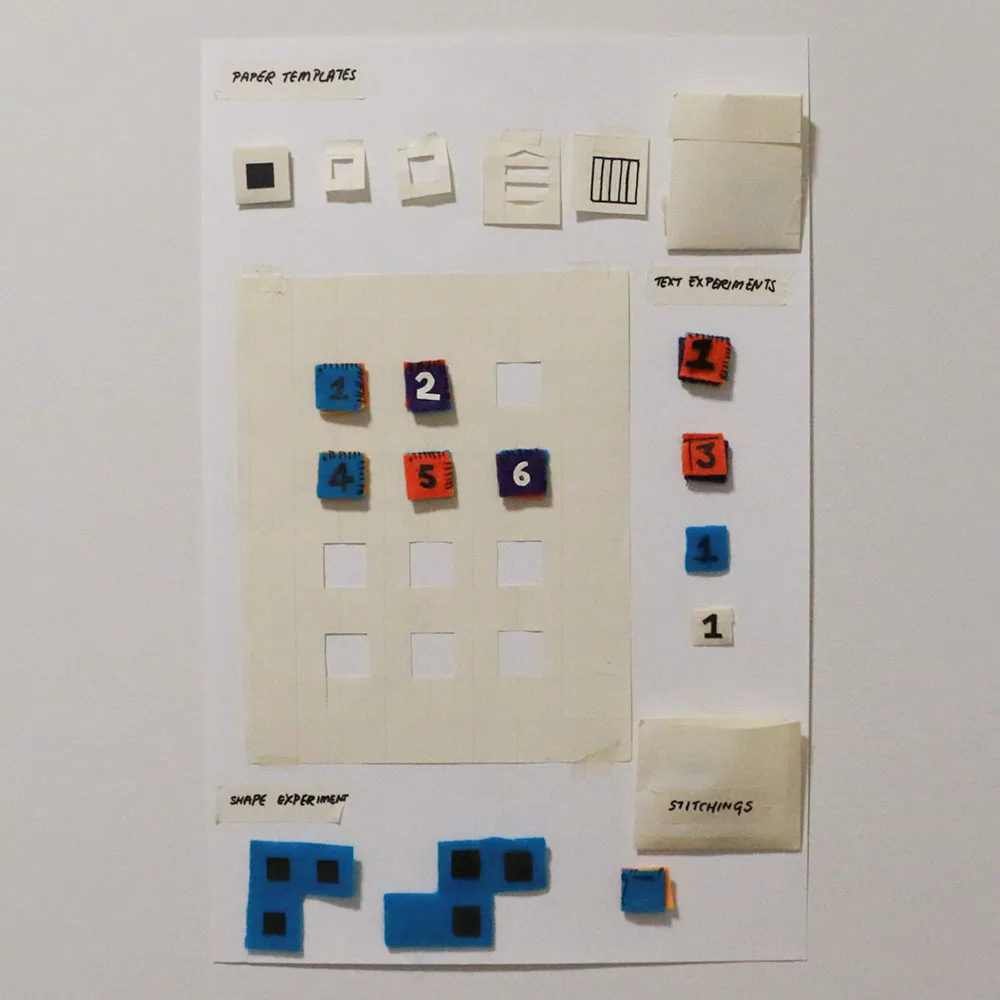 PAPER TEMPLATES
TEXT EXPERIMENTS
1
1 2
3
4 5 6
1
1
STITCHINGS
SHAPE EXPERIMENT